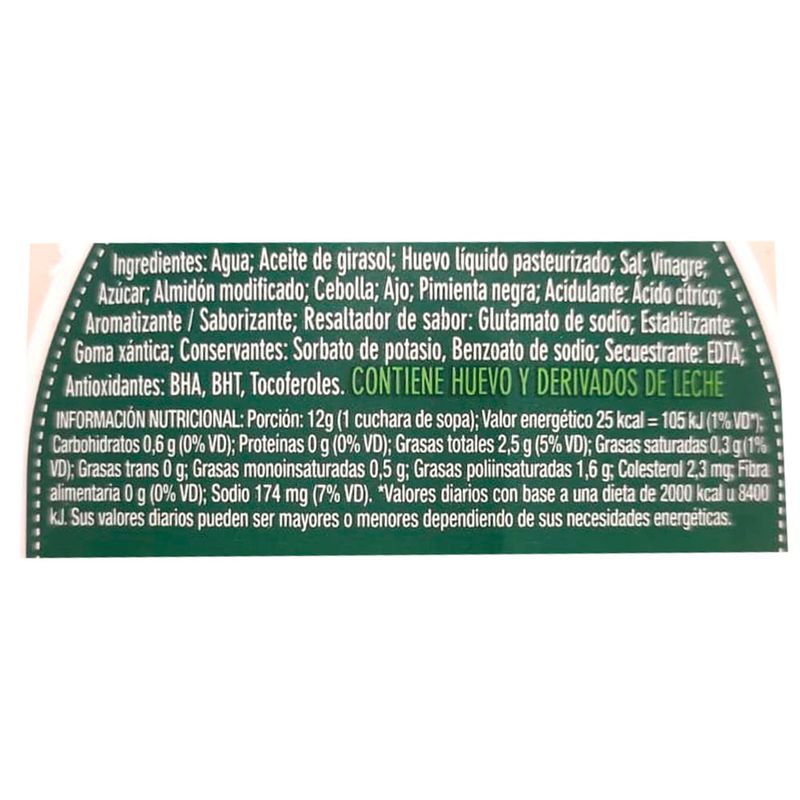 Ingredientes: Agua; Aceite de girasol; Huevo líquido pasteurizado; Sal; Vinagre;
Azúcar; Almidón modificado; Cebolla; Ajo; Pimienta negra; Acidulante: Ácido cítrico;
Aromatizante / Saborizante; Resaltador de sabor: Glutamato de sodio; Estabilizante:
Goma xántica; Conservantes: Sorbato de potasio, Benzoato de sodio; Secuestrante: EDTA;
Antioxidantes: BHA, BHT, Tocoferoles. CONTIENE HUEVO Y DERIVADOS DE LECHE
INFORMACIÓN NUTRICIONAL: Porción: 12g (1 cuchara de sopa); Valor energético 25 kcal = 105 kJ (1% VD*);
Carbohidratos 0,6 g (0% VD); Proteínas 0 g (0% VD); Grasas totales 2,5 g (5% VD); Grasas saturadas 0,3 g (1%
VD); Grasas trans 0 g; Grasas monoinsaturadas 0,5 g; Grasas poliinsaturadas 1,6 g; Colesterol 2,3 mg; Fibra
alimentaria 0 g (0% VD); Sodio 174 mg (7% VD). *Valores diarios con base a una dieta de 2000 kcal u 8400
kJ. Sus valores diarios pueden ser mayores o menores dependiendo de sus necesidades energéticas.